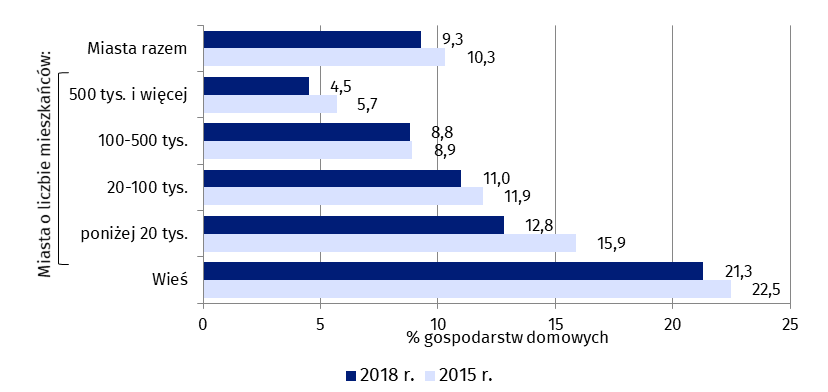 Miasta o liczbie mieszkańców:
Miasta razem
9,3
10,3
500 tys. i więcej
4,5
5,7
100-500 tys.
8,8
8,9
20-100 tys.
11,0
11,9
poniżej 20 tys.
12,8
15,9
Wieś
21,3
22,5
0 5 10 15 20 25
% gospodarstw domowych
2018 r. 2015 r.